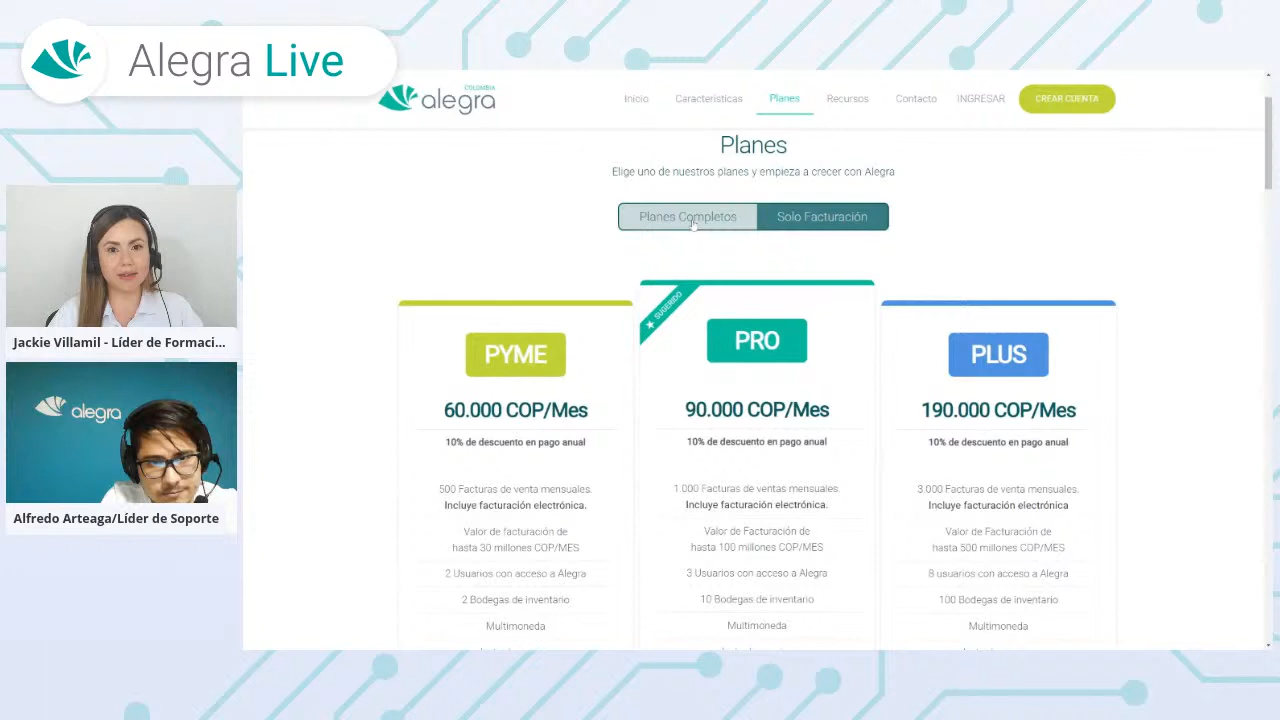 Alegra Live
COLOMBIA
alegra
Inicio
Características
Planes
Recursos
Contacto
INGRESAR
CREAR CUENTA
Planes
Elige uno de nuestros planes y empieza a crecer con Alegra
Planes Completos
Solo Facturación
PYME
60.000 COP/Mes
10% de descuento en pago anual
500 Facturas de venta mensuales.
Incluye facturación electrónica.
Valor de facturación de
hasta 30 millones COP/MES
2 Usuarios con acceso a Alegra
2 Bodegas de inventario
Multimoneda
SUGERIDO
PRO
90.000 COP/Mes
10% de descuento en pago anual
1.000 Facturas de ventas mensuales.
Incluye facturación electrónica.
Valor de Facturación de
hasta 100 millones COP/MES
3 Usuarios con acceso a Alegra
10 Bodegas de inventario
Multimoneda
PLUS
190.000 COP/Mes
10% de descuento en pago anual
3.000 Facturas de venta mensuales.
Incluye facturación electrónica
Valor de Facturación de
hasta 500 millones COP/MES
8 usuarios con acceso a Alegra
100 Bodegas de inventario
Multimoneda
Jackie Villamil - Líder de Formaci...
alegra
Alfredo Arteaga/Líder de Soporte